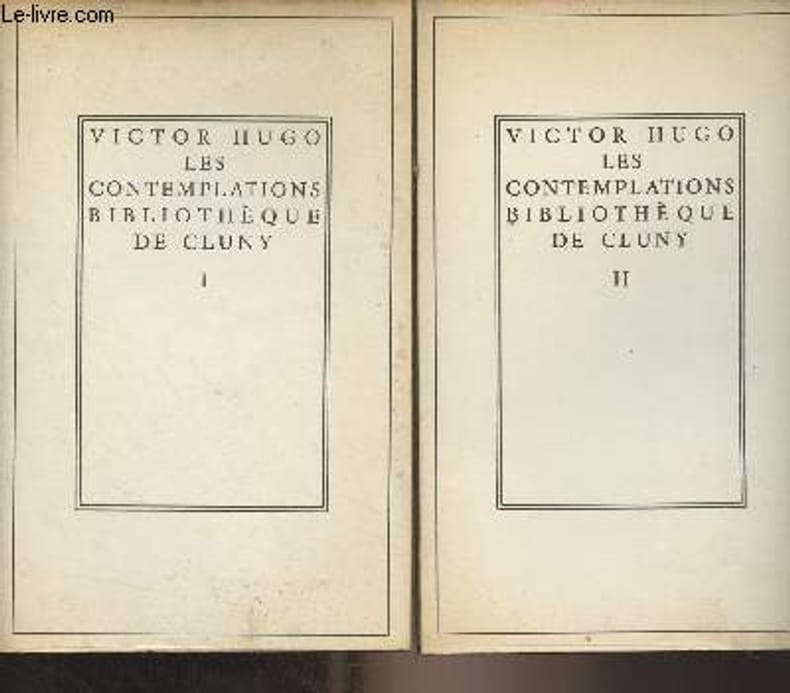 Le-livre.com
VICTOR HUGO
LES
CONTEMPLATIONS
BIBLIOTHÈQUE
DE CLUNY
I
VICTOR HUGO
LES
CONTEMPLATIONS
BIBLIOTHÈQUE
DE CLUNY
II